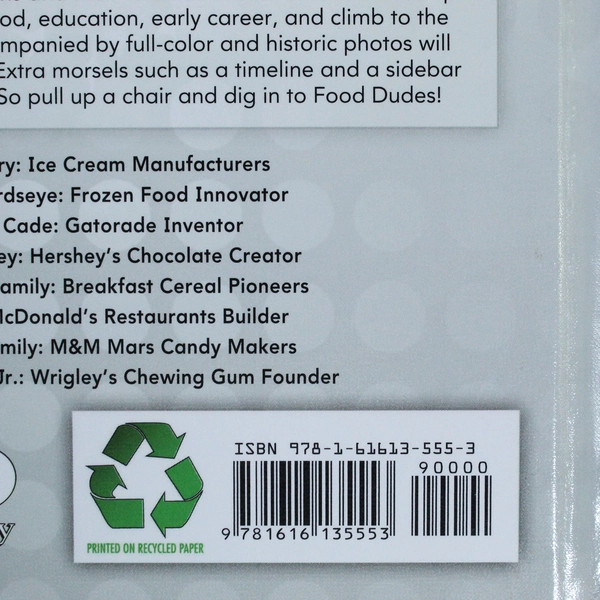 od, education, early career, and climb to the
mpanied by full-color and historic photos will
Extra morsels such as a timeline and a sidebar
So pull up a chair and dig in to Food Dudes!
ry: Ice Cream Manufacturers
rdseye: Frozen Food Innovator
Cade: Gatorade Inventor
ey: Hershey's Chocolate Creator
amily: Breakfast Cereal Pioneers
McDonald's Restaurants Builder
mily: M&M Mars Candy Makers
Jr.: Wrigley's Chewing Gum Founder
ISBN 978-1-61613-555-3
90000
9 781616 135553
PRINTED ON RECYCLED PAPER
y